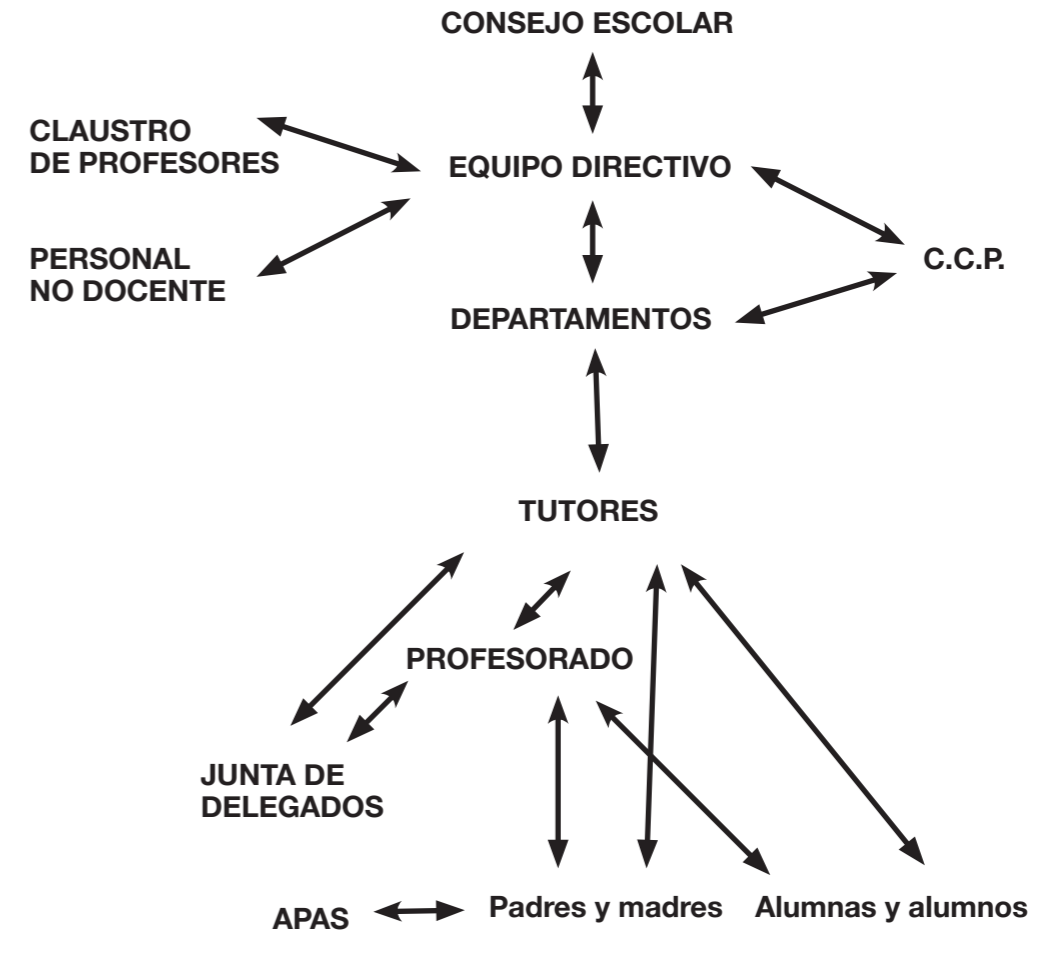 CONSEJO ESCOLAR
CLAUSTRO
DE PROFESORES
EQUIPO DIRECTIVO
PERSONAL
NO DOCENTE
C.C.P.
DEPARTAMENTOS
TUTORES
PROFESORADO
JUNTA DE
DELEGADOS
APAS
Padres y madres
Alumnas y alumnos